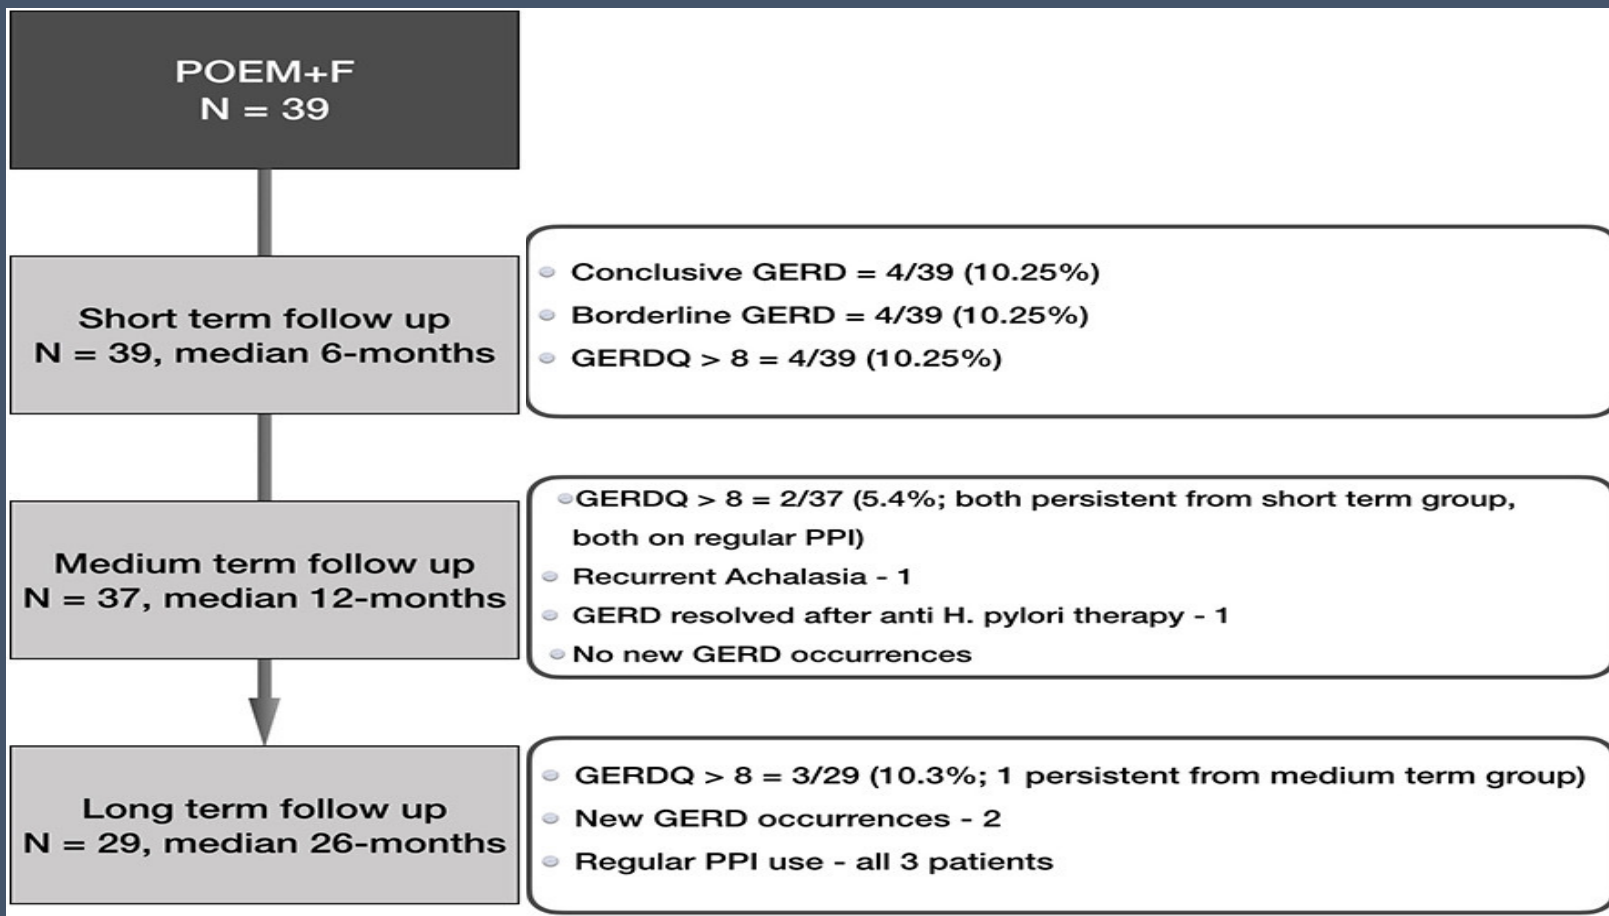 POEM+F
N = 39
Short term follow up
N = 39, median 6-months
Conclusive GERD = 4/39 (10.25%)
Borderline GERD = 4/39 (10.25%)
GERDQ > 8 = 4/39 (10.25%)
Medium term follow up
N = 37, median 12-months
GERDQ > 8 = 2/37 (5.4%; both persistent from short term group,
both on regular PPI)
Recurrent Achalasia - 1
GERD resolved after anti H. pylori therapy - 1
No new GERD occurrences
Long term follow up
N = 29, median 26-months
GERDQ > 8 = 3/29 (10.3%; 1 persistent from medium term group)
New GERD occurrences - 2
Regular PPI use - all 3 patients